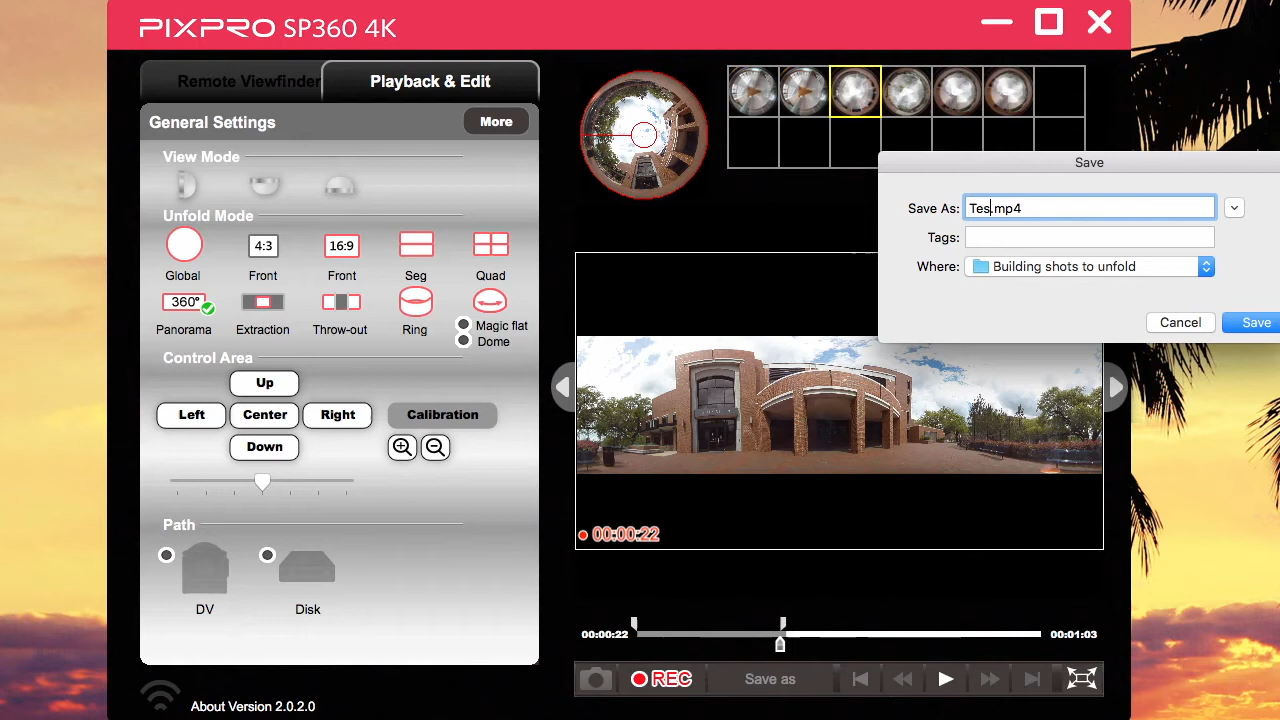 PIXPRO SP360 4K
Remote Viewfinder
Playback & Edit
General Settings
More
View Mode
Unfold Mode
4:3
16:9
Global
Front
Front
Seg
Quad
360°
Panorama
Extraction
Throw-out
Ring
Magic flat
Dome
Control Area
Up
Left
Center
Right
Calibration
Down
Path
DV
Disk
About Version 2.0.2.0
Save
Save As:
Tes.mp4
Tags:
Where:
Building shots to unfold
Cancel
Save
00:00:22
00:00:22
00:01:03
REC
Save as